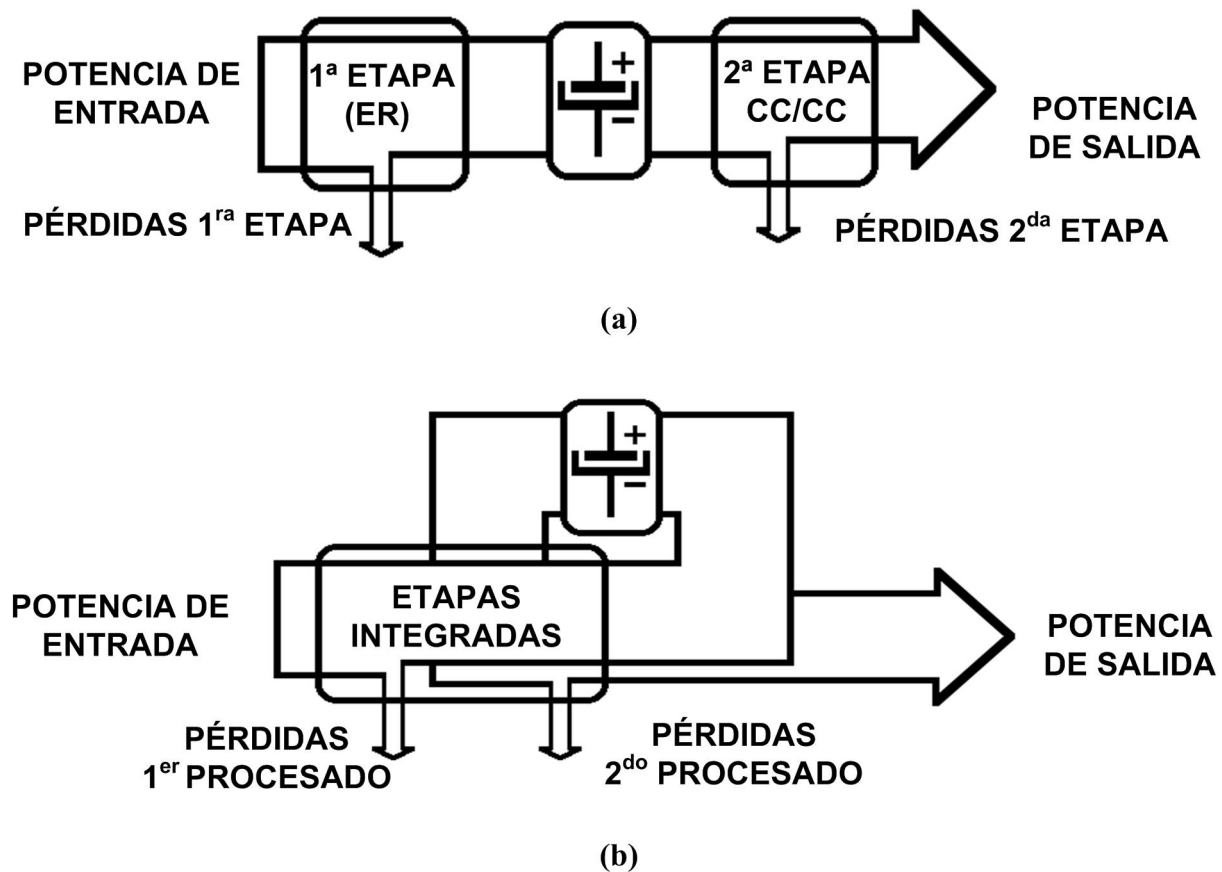 POTENCIA DE
ENTRADA
1ª ETAPA
(ER)
+
−
2ª ETAPA
CC/CC
POTENCIA
DE SALIDA
PÉRDIDAS 1ra ETAPA
PÉRDIDAS 2da ETAPA
(a)
+
−
POTENCIA DE
ENTRADA
ETAPAS
INTEGRADAS
POTENCIA
DE SALIDA
PÉRDIDAS
1er PROCESADO
PÉRDIDAS
2do PROCESADO
(b)